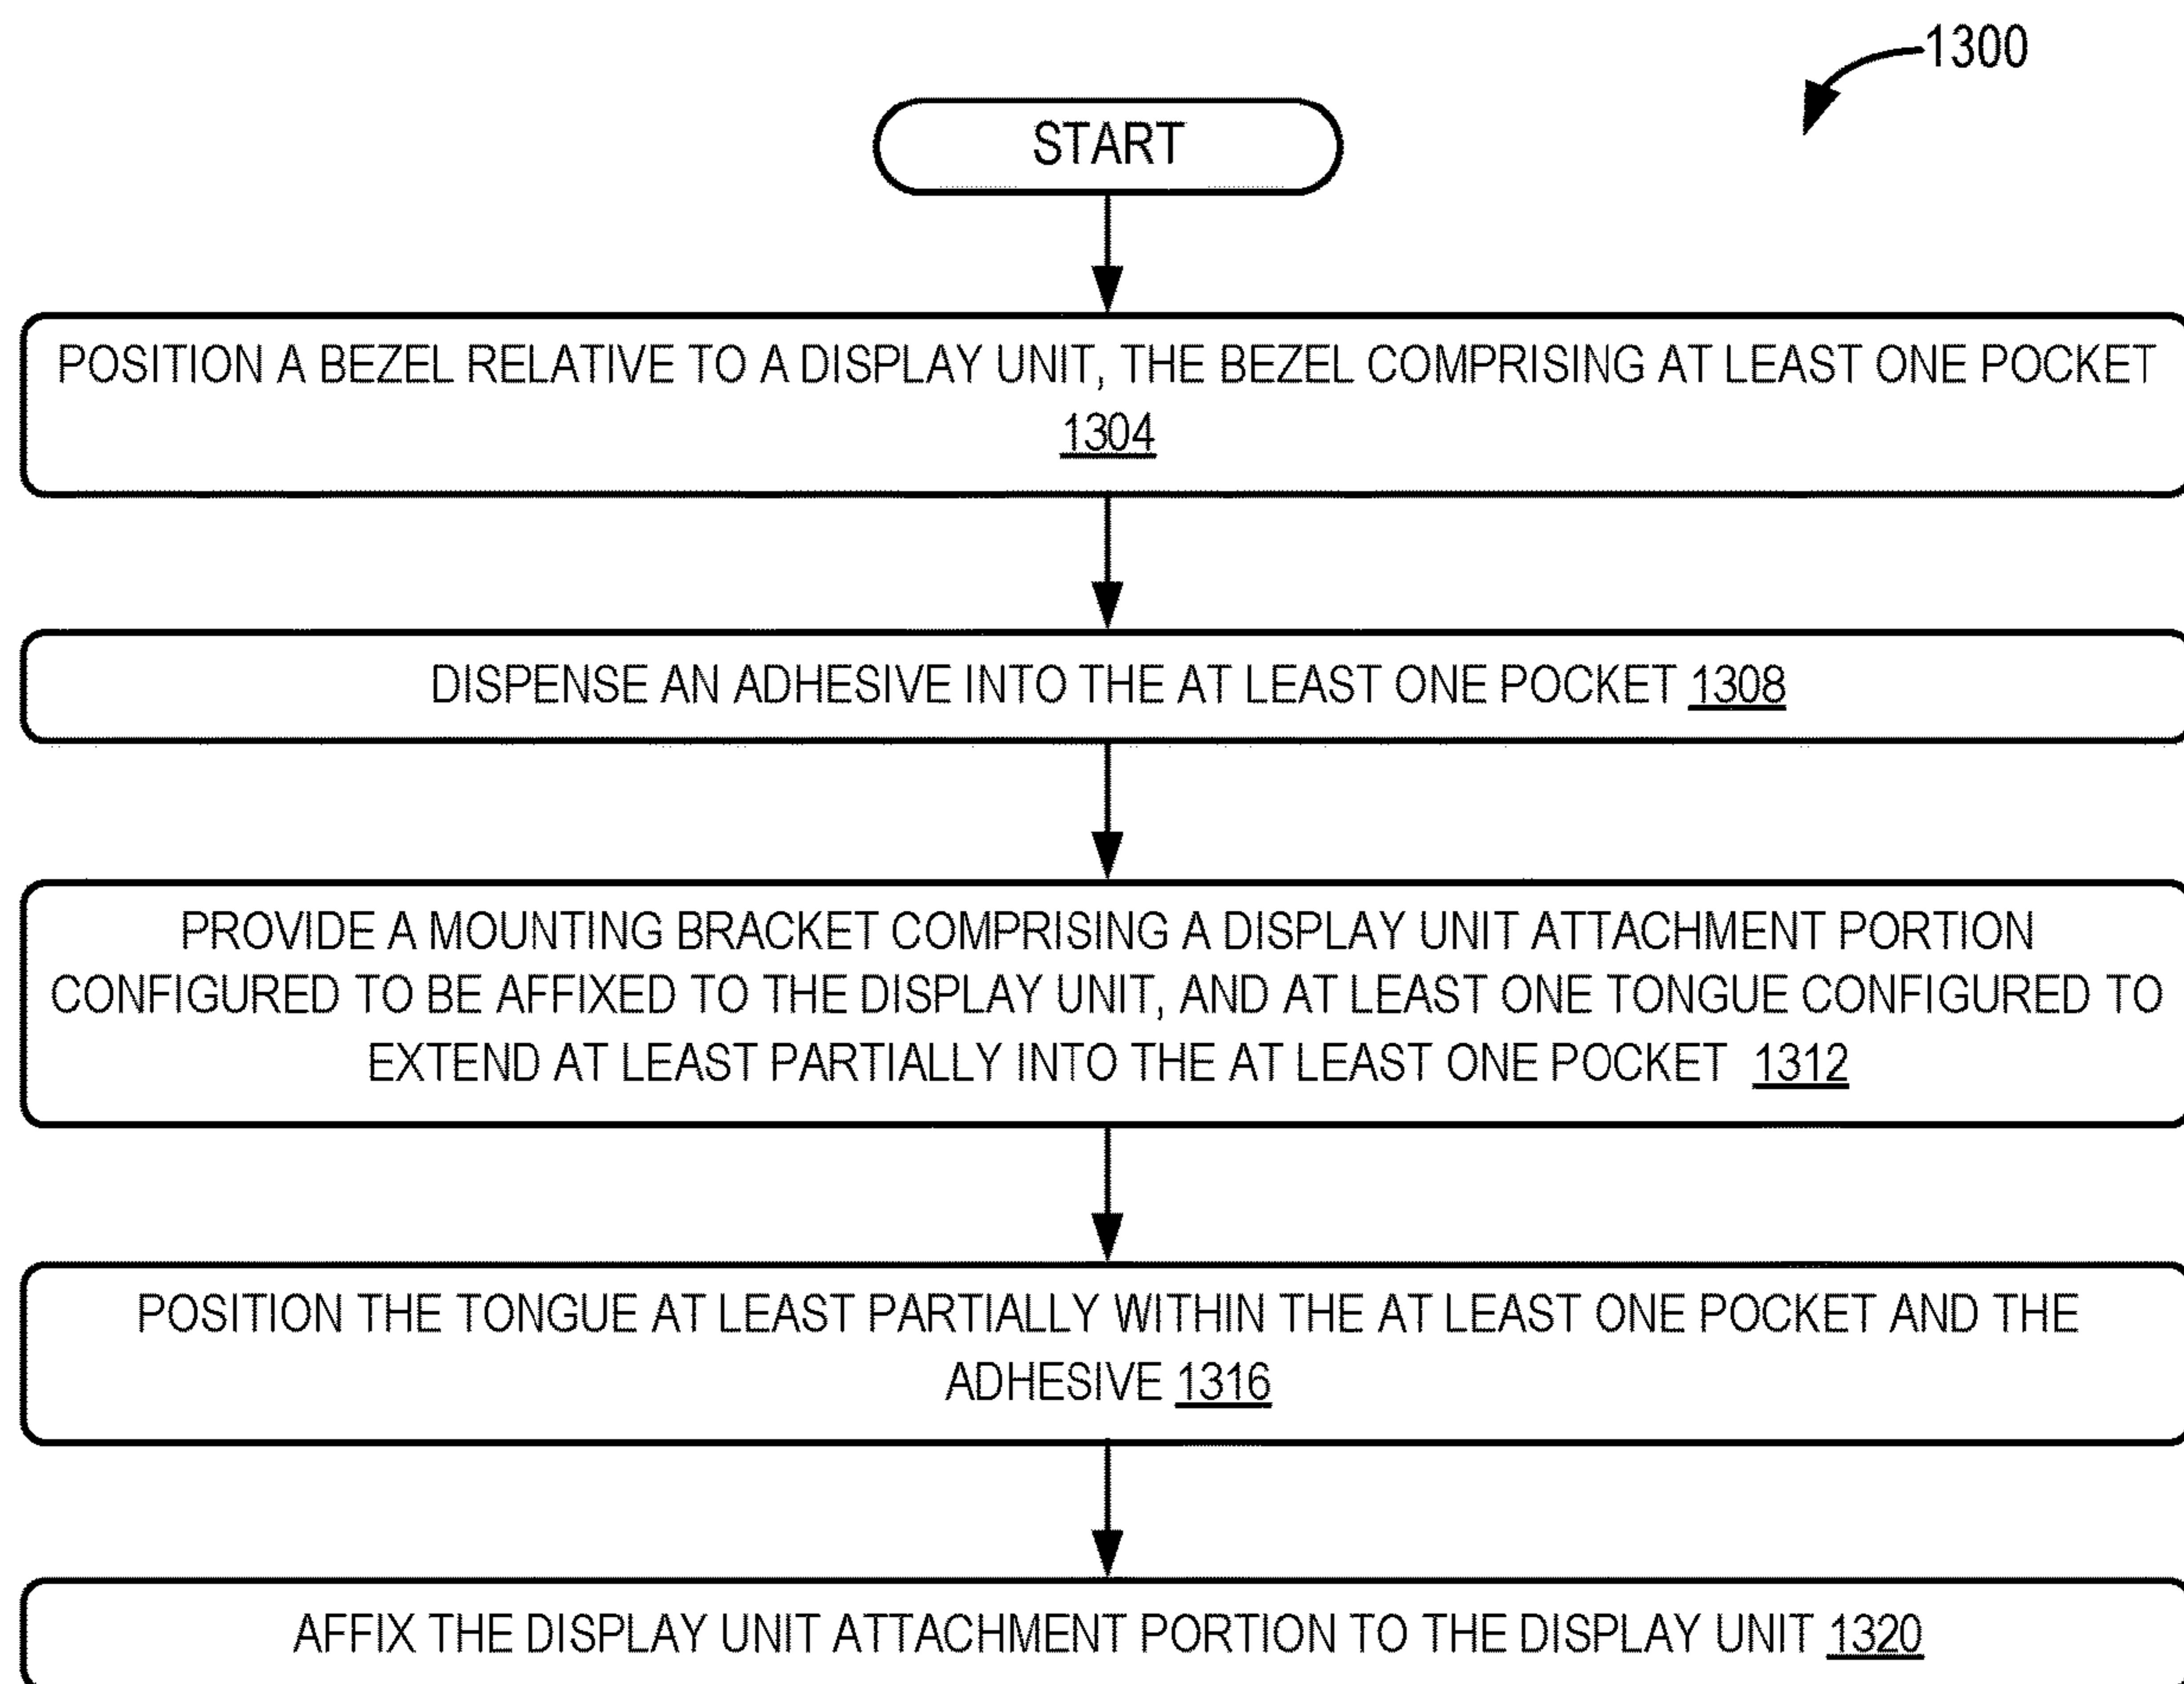 1300
START
POSITION A BEZEL RELATIVE TO A DISPLAY UNIT, THE BEZEL COMPRISING AT LEAST ONE POCKET
1304
DISPENSE AN ADHESIVE INTO THE AT LEAST ONE POCKET 1308
PROVIDE A MOUNTING BRACKET COMPRISING A DISPLAY UNIT ATTACHMENT PORTION
CONFIGURED TO BE AFFIXED TO THE DISPLAY UNIT, AND AT LEAST ONE TONGUE CONFIGURED TO
EXTEND AT LEAST PARTIALLY INTO THE AT LEAST ONE POCKET 1312
POSITION THE TONGUE AT LEAST PARTIALLY WITHIN THE AT LEAST ONE POCKET AND THE
ADHESIVE 1316
AFFIX THE DISPLAY UNIT ATTACHMENT PORTION TO THE DISPLAY UNIT 1320